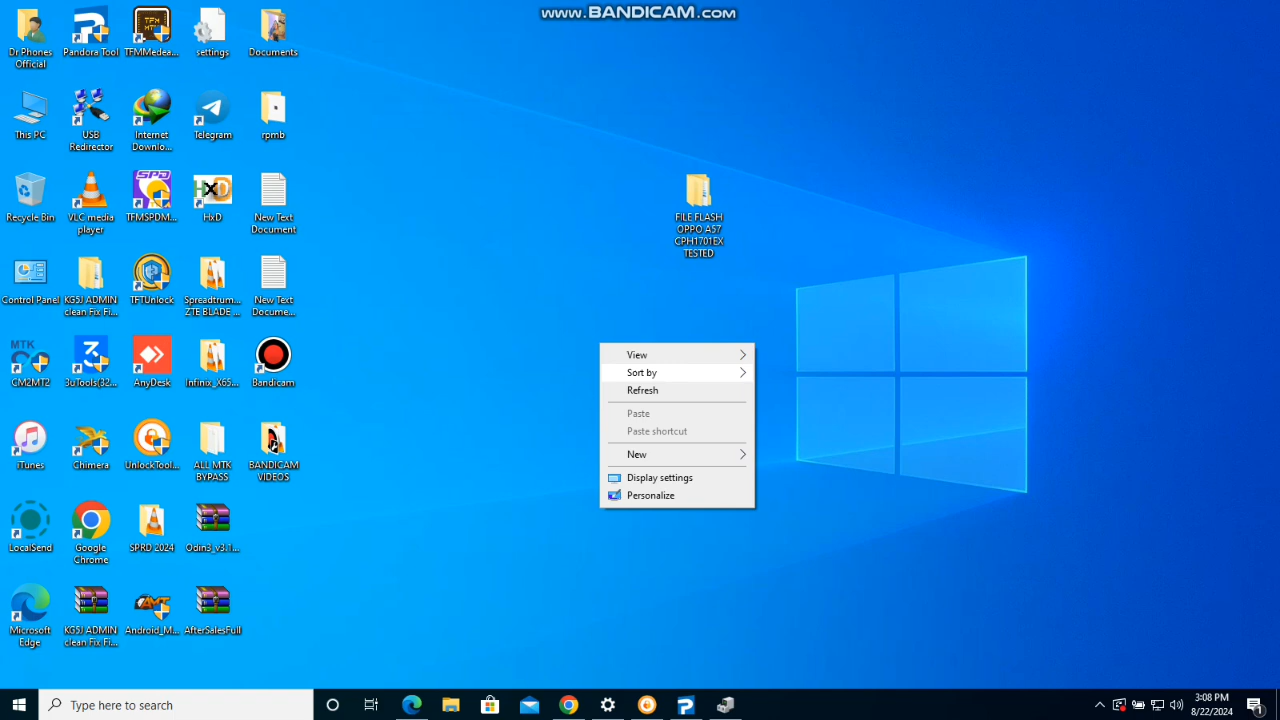 www.BANDICAM.com
Dr.Phones
Official
Pandora Tool
TFMMedea...
settings
Documents
This PC
USB
Redirector
Internet
Downlo...
Telegram
rpmb
Recycle Bin
VLC media
player
TFMSPDM...
HxD
New Text
Document
FILE FLASH
OPPO A57
CPH1701EX
TESTED
Control Panel
KG5J ADMIN
clean Fix Fi...
TFTUnlock
Spreadtrum...
ZTE BLADE ...
New Text
Docume...
CM2MT2
3uTools(32...
AnyDesk
Infinix_X65...
Bandicam
View
Sort by
Refresh
Paste
Paste shortcut
New
Display settings
Personalize
iTunes
Chimera
UnlockTool...
ALL MTK
BYPASS
BANDICAM
VIDEOS
LocalSend
Google
Chrome
SPRD 2024
Odin3_v3.1...
Microsoft
Edge
KG5J ADMIN
clean Fix Fi...
Android_M...
AfterSalesFull
Type here to search
3:08 PM
8/22/2024